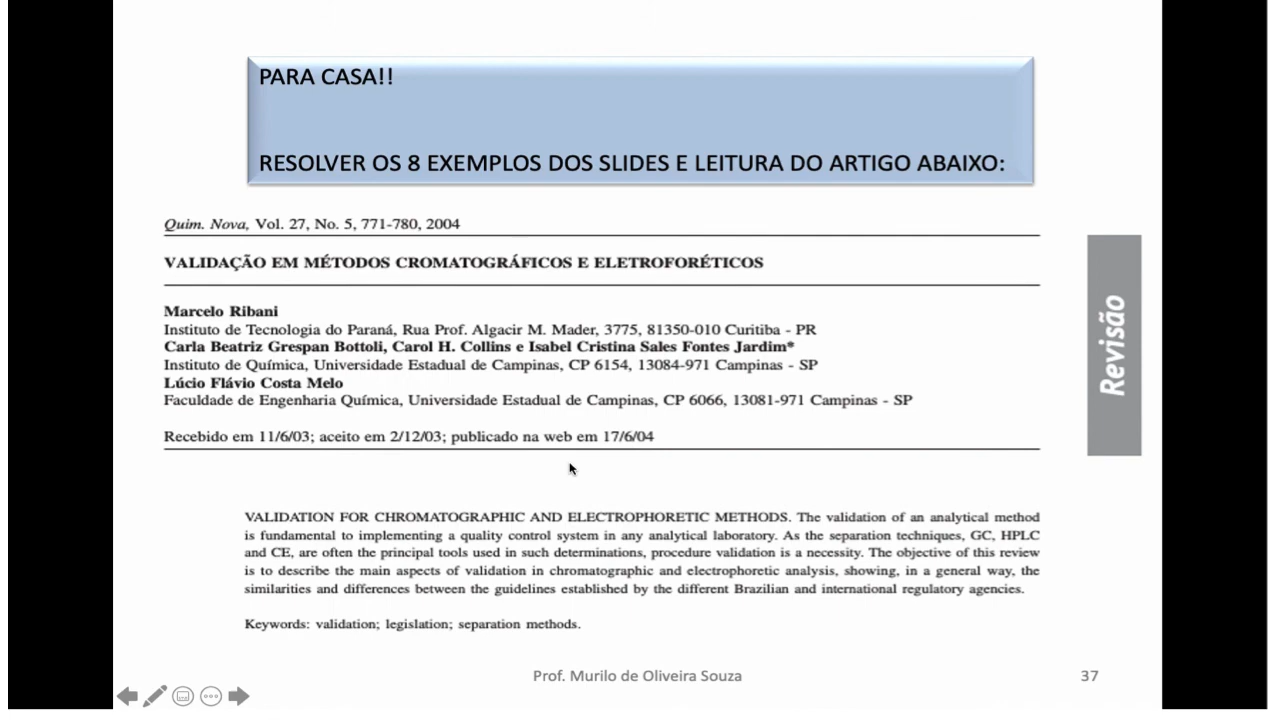 PARA CASA!!
RESOLVER OS 8 EXEMPLOS DOS SLIDES E LEITURA DO ARTIGO ABAIXO:
Quim. Nova, Vol. 27, No. 5, 771-780, 2004
VALIDAÇÃO EM MÉTODOS CROMATOGRÁFICOS E ELETROFORÉTICOS
Marcelo Ribani
Instituto de Tecnologia do Paraná, Rua Prof. Algacir M. Mader, 3775, 81350-010 Curitiba - PR
Carla Beatriz Grespan Bottoli, Carol H. Collins e Isabel Cristina Sales Fontes Jardim*
Instituto de Química, Universidade Estadual de Campinas, CP 6154, 13084-971 Campinas - SP
Lúcio Flávio Costa Melo
Faculdade de Engenharia Química, Universidade Estadual de Campinas, CP 6066, 13081-971 Campinas - SP
Recebido em 11/6/03; aceito em 2/12/03; publicado na web em 17/6/04
Revisão
VALIDATION FOR CHROMATOGRAPHIC AND ELECTROPHORETIC METHODS. The validation of an analytical method
is fundamental to implementing a quality control system in any analytical laboratory. As the separation techniques, GC, HPLC
and CE, are often the principal tools used in such determinations, procedure validation is a necessity. The objective of this review
is to describe the main aspects of validation in chromatographic and electrophoretic analysis, showing, in a general way, the
similarities and differences between the guidelines established by the different Brazilian and international regulatory agencies.
Keywords: validation; legislation; separation methods.
Prof. Murilo de Oliveira Souza
37